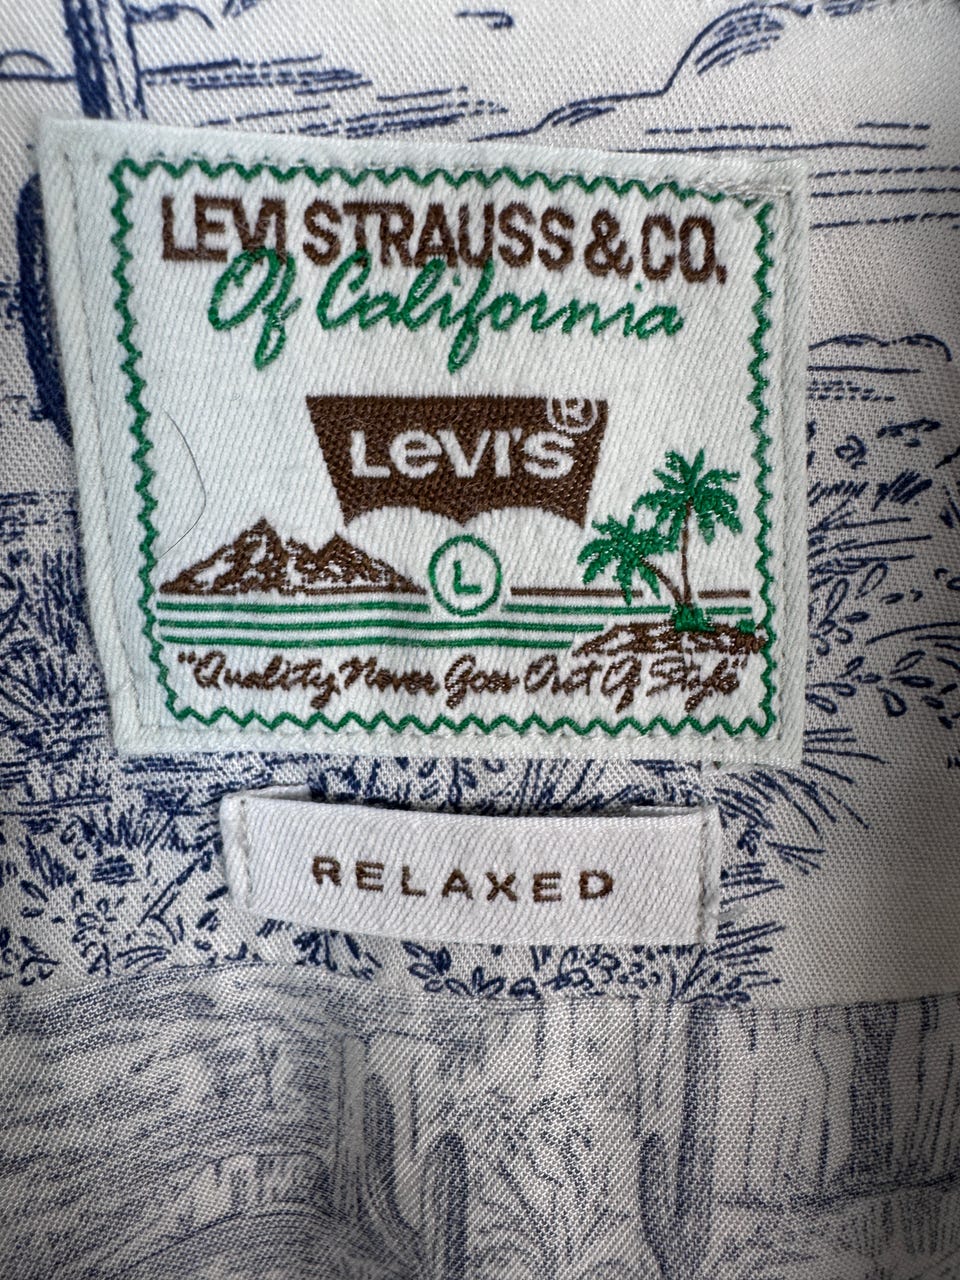 LEVI STRAUSS & CO.
Of California
LEVI'S®
L
"Quality Never Goes Out Of Style"
RELAXED